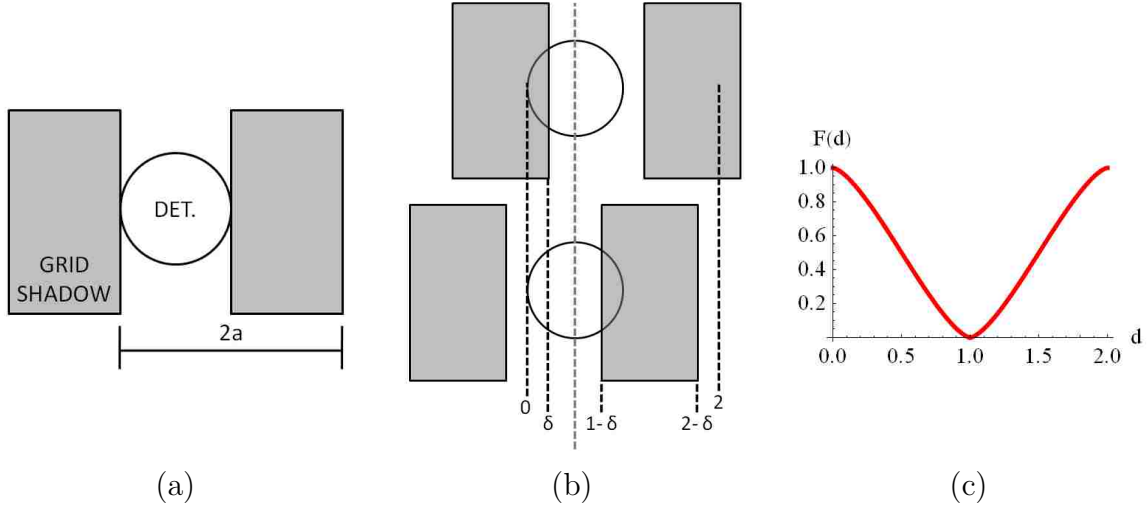 DET.
GRID
SHADOW
2a
(a)
0
δ
1- δ
2- δ
2
(b)
F(d)
1.0
0.8
0.6
0.4
0.2
0.0 0.5 1.0 1.5 2.0
d
(c)